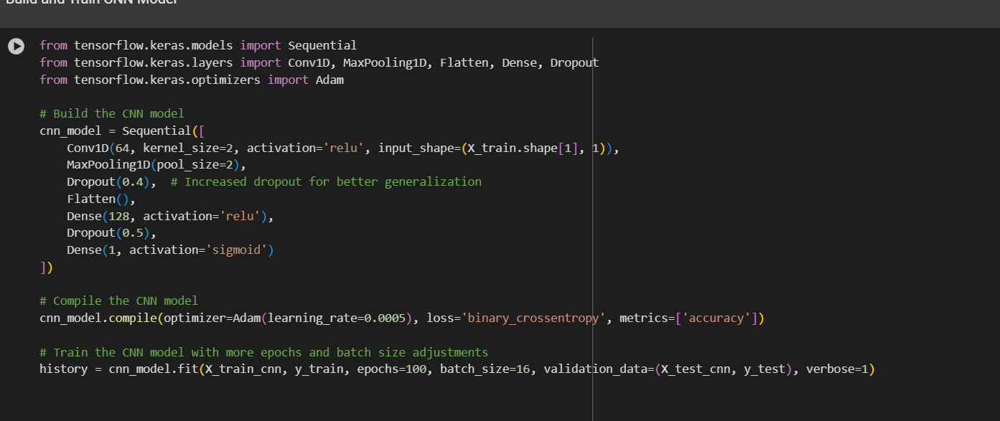 Build and Train CNN Model
from tensorflow.keras.models import Sequential
from tensorflow.keras.layers import Conv1D, MaxPooling1D, Flatten, Dense, Dropout
from tensorflow.keras.optimizers import Adam
# Build the CNN model
cnn_model = Sequential([
    Conv1D(64, kernel_size=2, activation='relu', input_shape=(X_train.shape[1], 1)),
    MaxPooling1D(pool_size=2),
    Dropout(0.4),  # Increased dropout for better generalization
    Flatten(),
    Dense(128, activation='relu'),
    Dropout(0.5),
    Dense(1, activation='sigmoid')
])
# Compile the CNN model
cnn_model.compile(optimizer=Adam(learning_rate=0.0005), loss='binary_crossentropy', metrics=['accuracy'])
# Train the CNN model with more epochs and batch size adjustments
history = cnn_model.fit(X_train_cnn, y_train, epochs=100, batch_size=16, validation_data=(X_test_cnn, y_test), verbose=1)